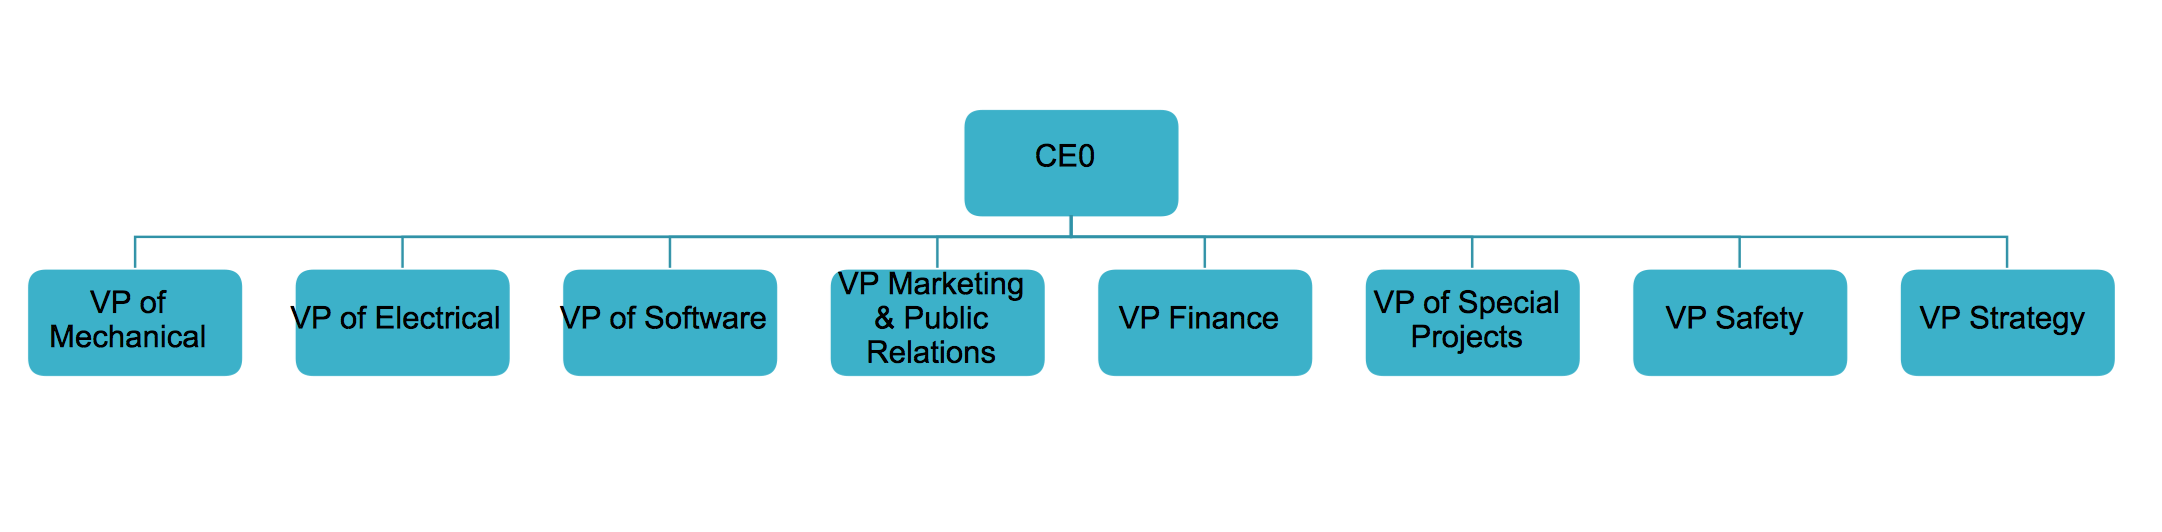 CE0
VP of
Mechanical
VP of Electrical
VP of Software
VP Marketing
& Public
Relations
VP Finance
VP of Special
Projects
VP Safety
VP Strategy